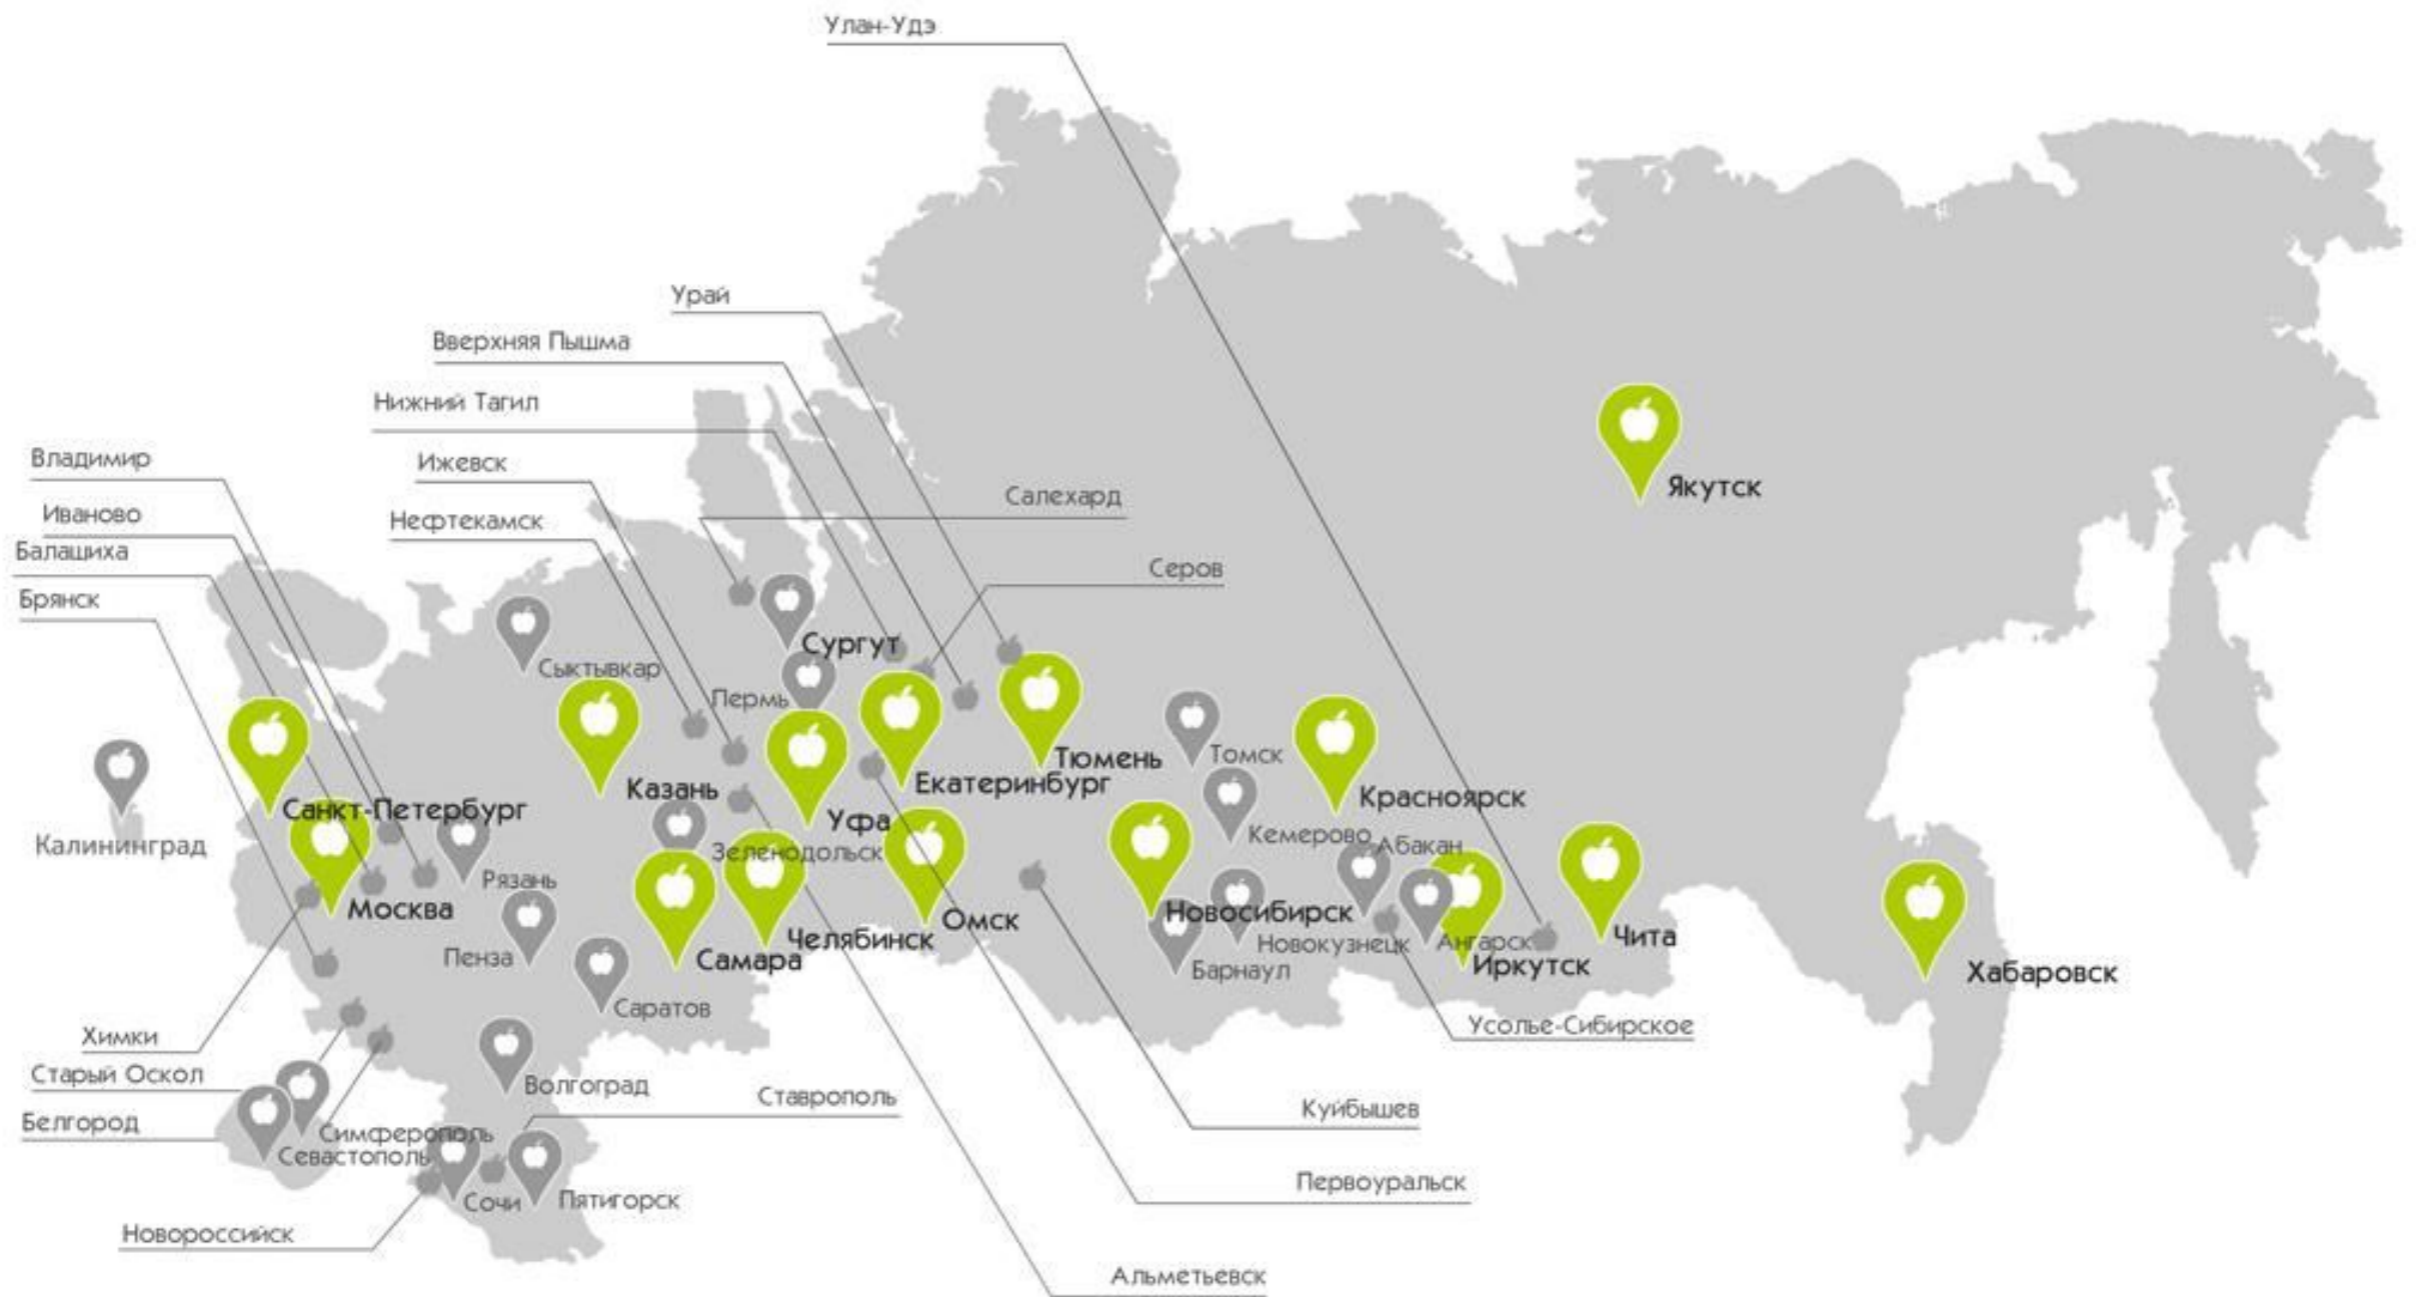 Улан-Удэ
Урай
Вверхняя Пышма
Нижний Тагил
Владимир
Ижевск
Салехард
Иваново
Нефтекамск
Балашиха
Серов
Брянск
Якутск
Сургут
Сыктывкар
Пермь
Тюмень
Томск
Екатеринбург
Казань
Красноярск
Санкт-Петербург
Уфа
Кемерово
Абакан
Калининград
Зеленодольск
Рязань
Москва
Новосибирск
Омск
Челябинск
Новокузнецк
Ангарск
Чита
Пенза
Самара
Иркутск
Барнаул
Хабаровск
Саратов
Усолье-Сибирское
Химки
Старый Оскол
Волгоград
Ставрополь
Куйбышев
Белгород
Симферополь
Севастополь
Первоуральск
Сочи
Пятигорск
Новороссийск
Альметьевск